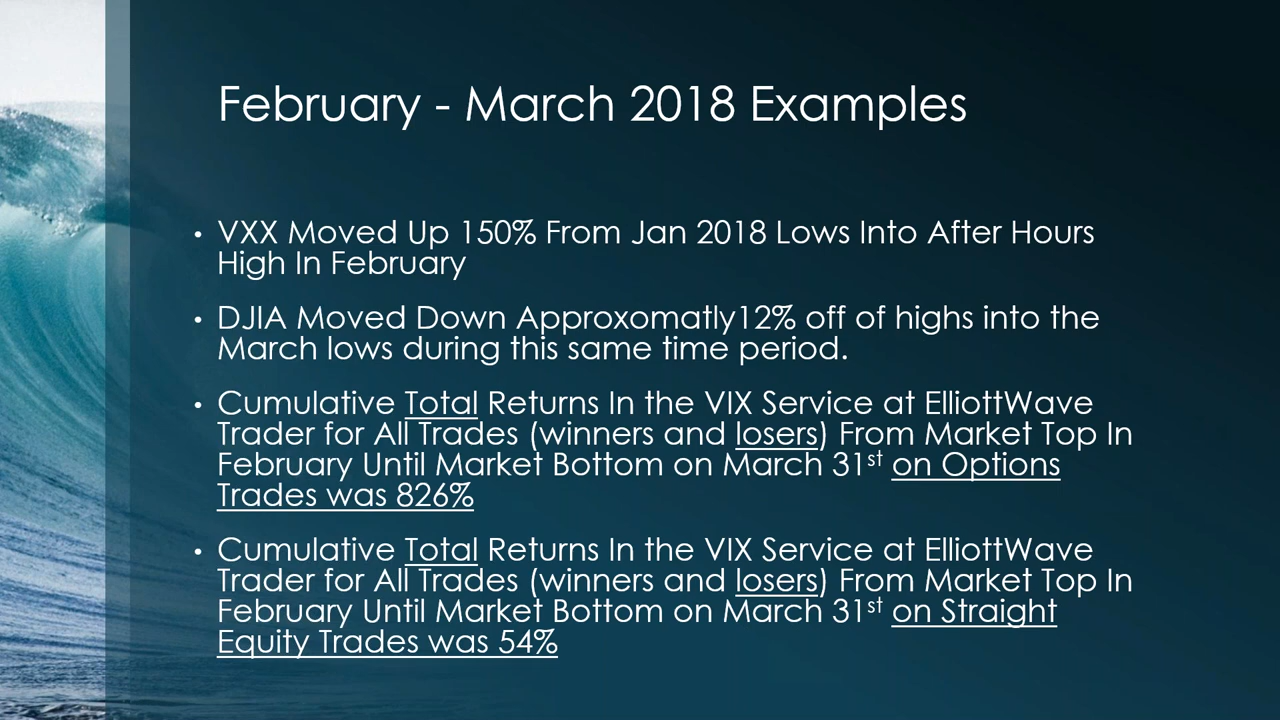 February - March 2018 Examples
• VXX Moved Up 150% From Jan 2018 Lows Into After Hours
High In February
• DJIA Moved Down Approxomatly12% off of highs into the
March lows during this same time period.
• Cumulative Total Returns In the VIX Service at ElliottWave
Trader for All Trades (winners and losers) From Market Top In
February Until Market Bottom on March 31st on Options
Trades was 826%
• Cumulative Total Returns In the VIX Service at ElliottWave
Trader for All Trades (winners and losers) From Market Top In
February Until Market Bottom on March 31st on Straight
Equity Trades was 54%